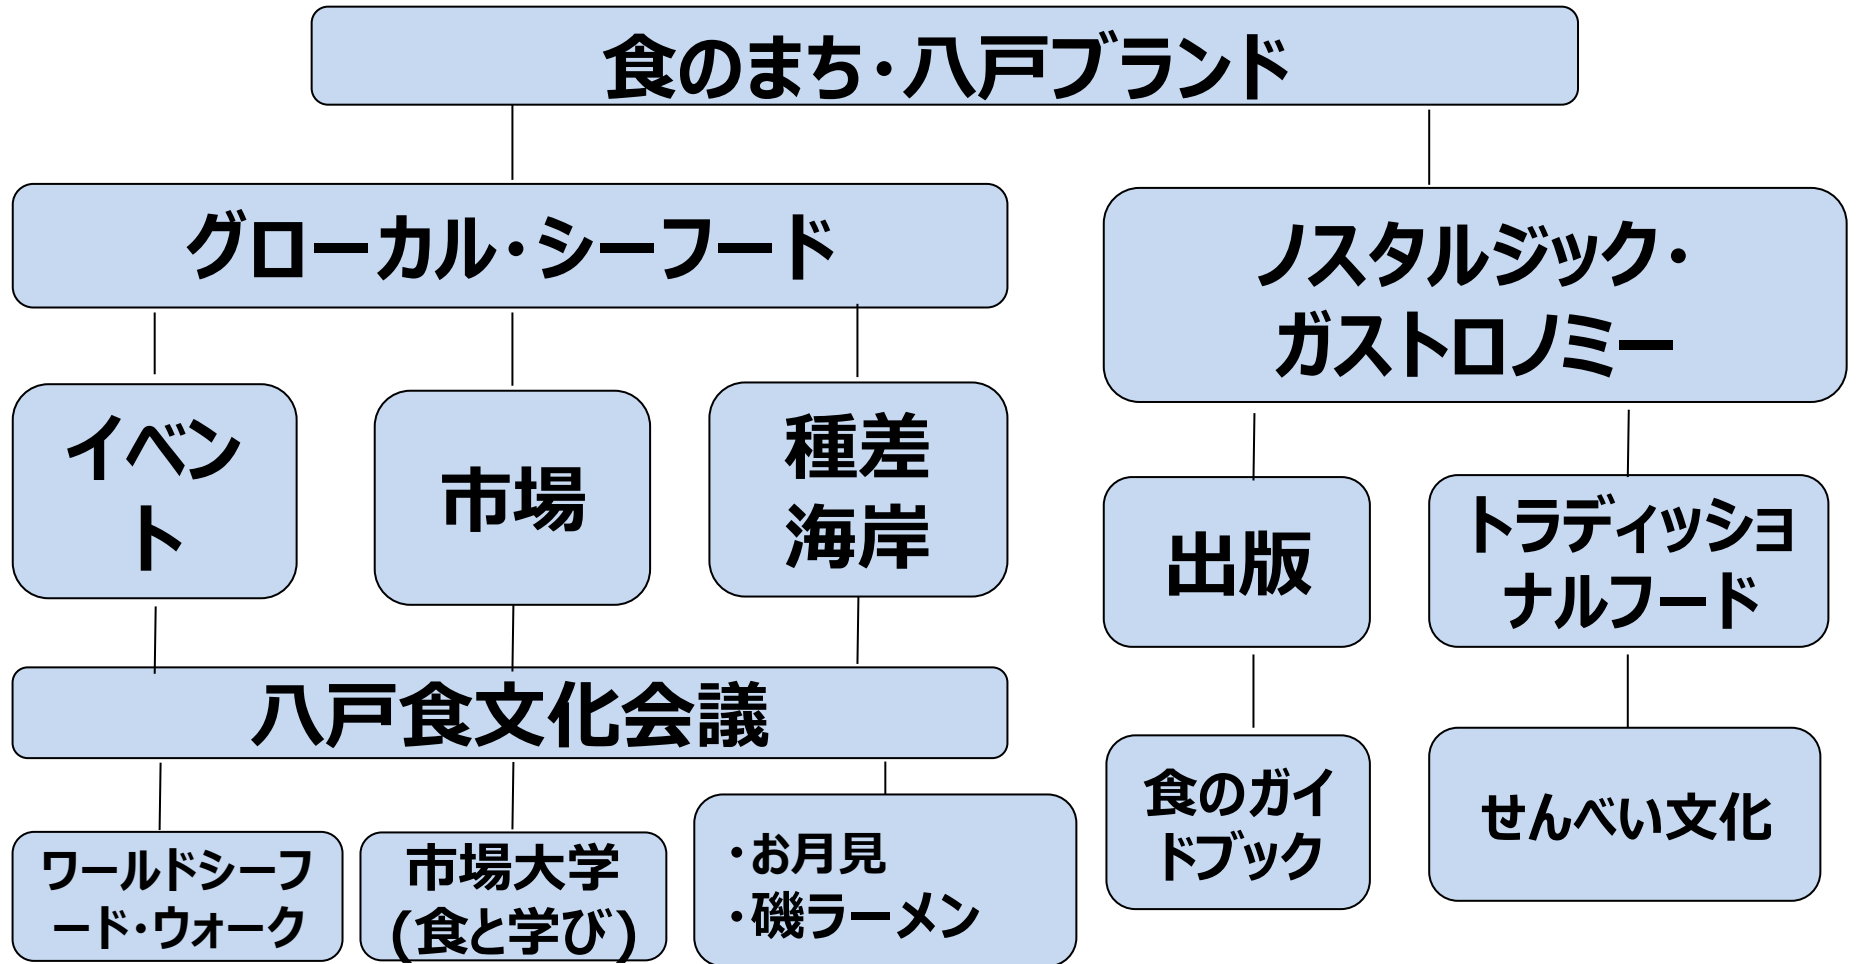 食のまち・八戸ブランド
グローカル・シーフード
ノスタルジック・
ガストロノミー
イベン
ト
市場
種差
海岸
出版
トラディッショ
ナルフード
八戸食文化会議
食のガイ
ドブック
せんべい文化
ワールドシーフ
ード・ウォーク
市場大学
(食と学び)
・お月見
・磯ラーメン